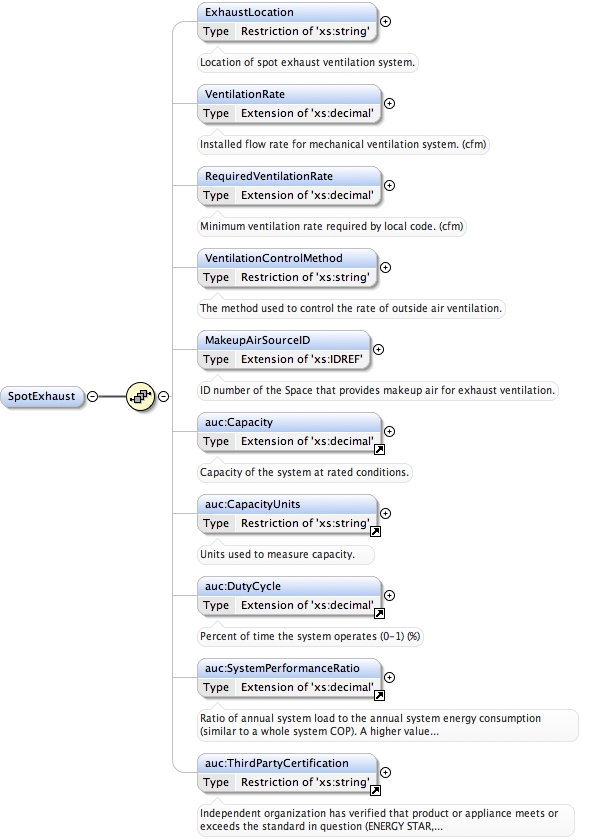 ExhaustLocation
Type Restriction of 'xs:string'
Location of spot exhaust ventilation system.
VentilationRate
Type Extension of 'xs:decimal'
Installed flow rate for mechanical ventilation system. (cfm)
RequiredVentilationRate
Type Extension of 'xs:decimal'
Minimum ventilation rate required by local code. (cfm)
VentilationControlMethod
Type Restriction of 'xs:string'
The method used to control the rate of outside air ventilation.
MakeupAirSourceID
Type Extension of 'xs:IDREF'
ID number of the Space that provides makeup air for exhaust ventilation.
SpotExhaust
auc:Capacity
Type Extension of 'xs:decimal'
Capacity of the system at rated conditions.
auc:CapacityUnits
Type Restriction of 'xs:string'
Units used to measure capacity.
auc:DutyCycle
Type Extension of 'xs:decimal'
Percent of time the system operates (0-1) (%)
auc:SystemPerformanceRatio
Type Extension of 'xs:decimal'
Ratio of annual system load to the annual system energy consumption
(similar to a whole system COP). A higher value...
auc:ThirdPartyCertification
Type Restriction of 'xs:string'
Independent organization has verified that product or appliance meets or
exceeds the standard in question (ENERGY STAR,...